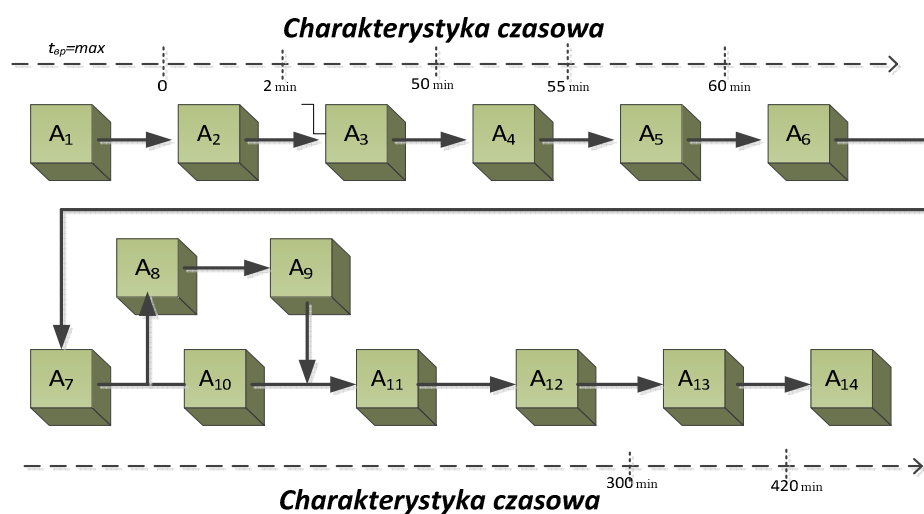 Charakterystyka czasowa
tвр=max
0 2 min 50 min 55 min 60 min
A1 A2 A3 A4 A5 A6
A8 A9
A7 A10 A11 A12 A13 A14
300 min 420 min
Charakterystyka czasowa